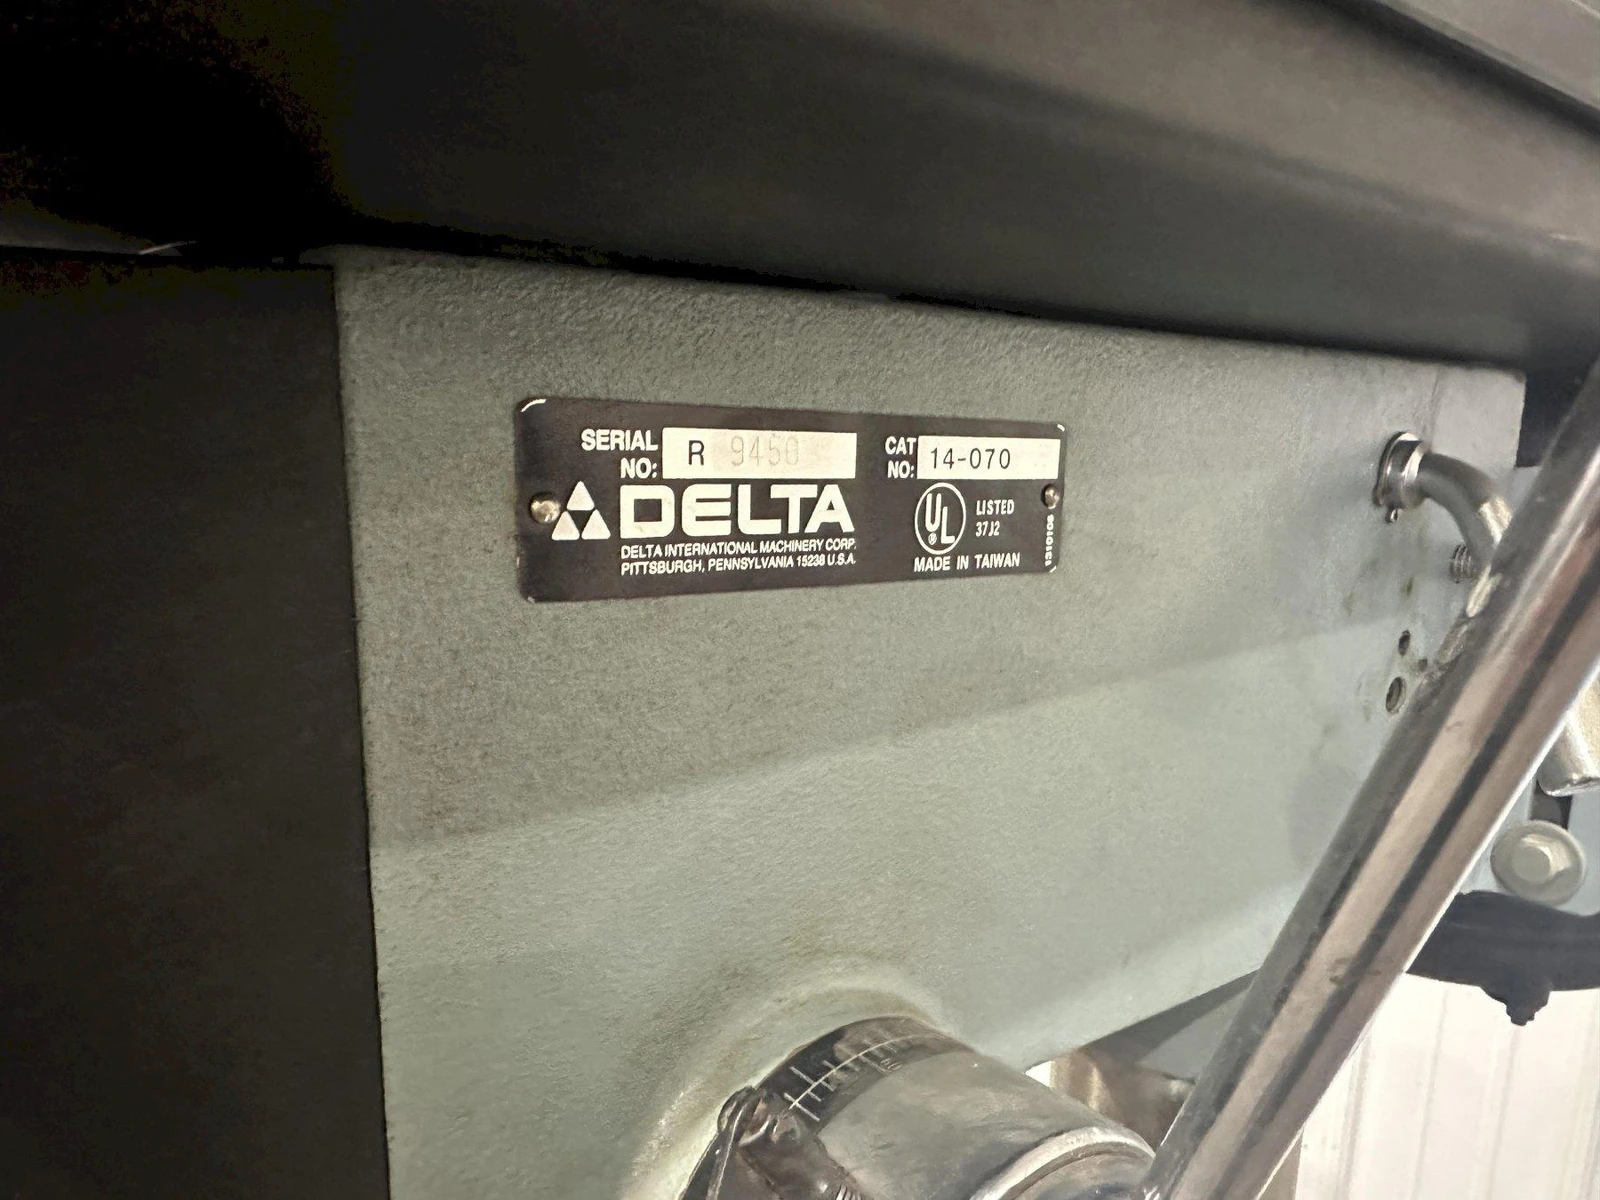 SERIAL NO: R 9450
DELTA
DELTA INTERNATIONAL MACHINERY CORP.
PITTSBURGH, PENNSYLVANIA 15238 U.S.A.
CAT NO: 14-070
UL
LISTED
37J2
MADE IN TAIWAN
1310106